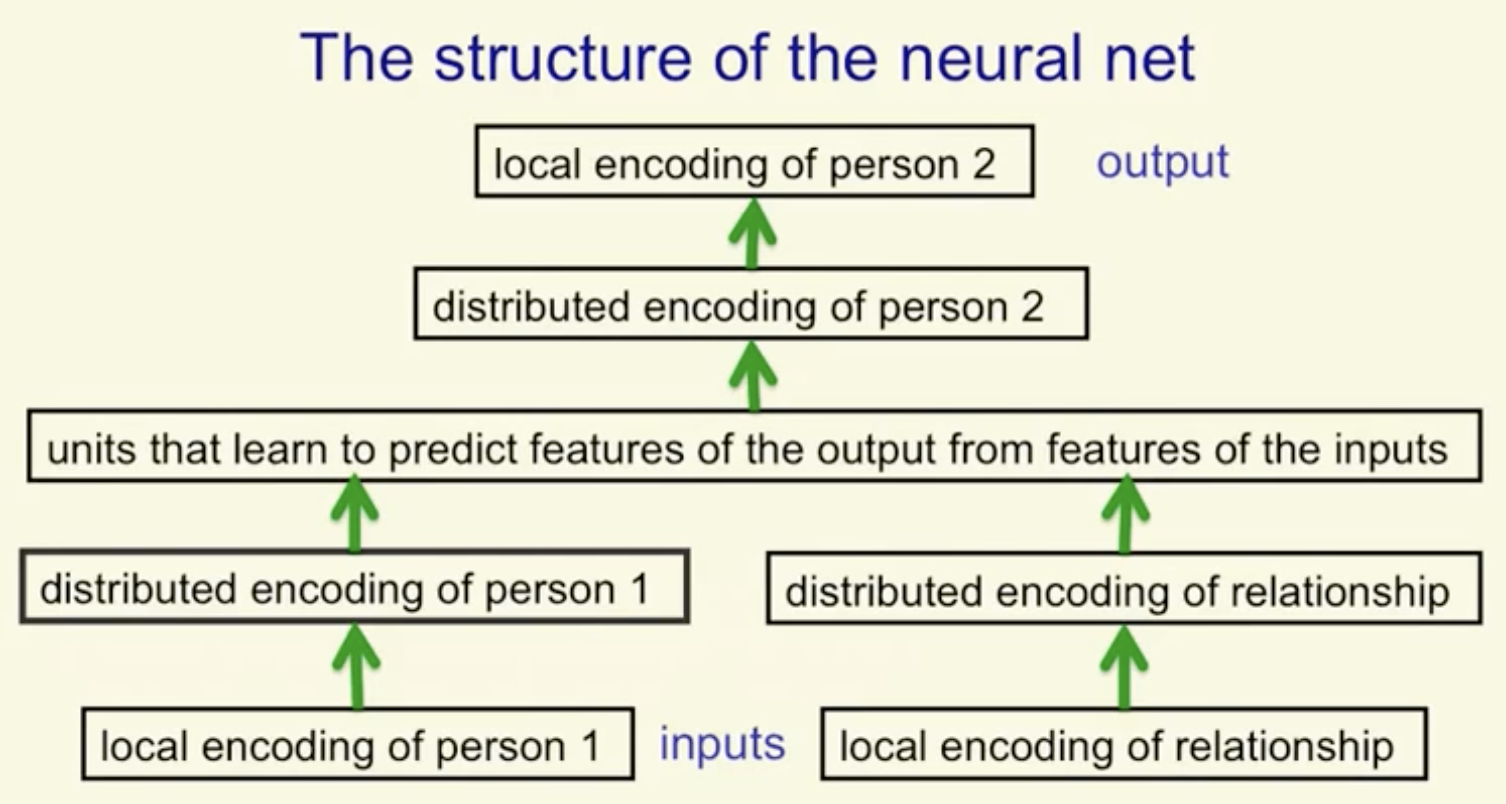 The structure of the neural net
local encoding of person 2
output
distributed encoding of person 2
units that learn to predict features of the output from features of the inputs
distributed encoding of person 1
distributed encoding of relationship
local encoding of person 1
inputs
local encoding of relationship